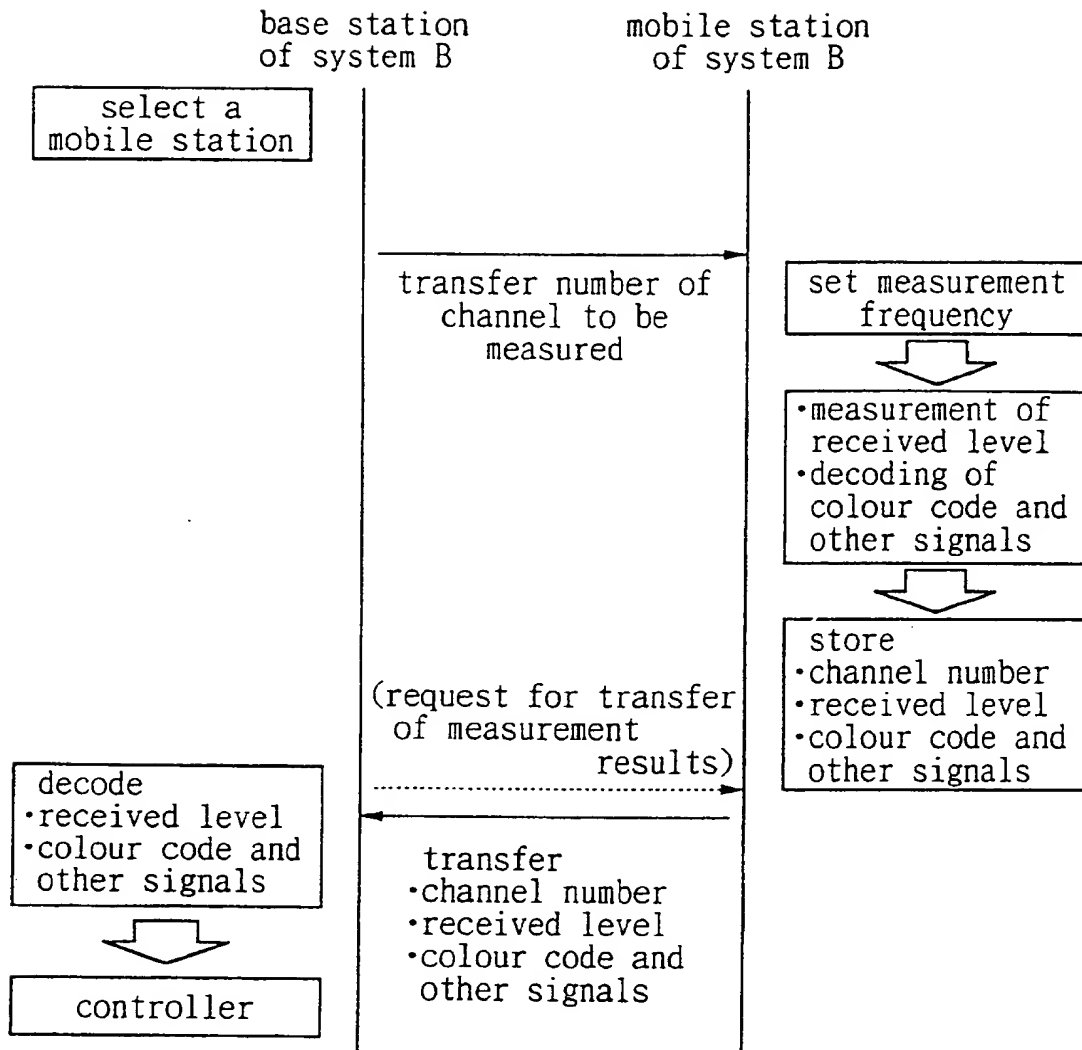 base station
of system B
mobile station
of system B
select a
mobile station
transfer number of
channel to be
measured
set measurement
frequency
·measurement of
received level
·decoding of
colour code and
other signals
store
·channel number
·received level
·colour code and
other signals
(request for transfer
of measurement
results)
decode
·received level
·colour code and
other signals
transfer
·channel number
·received level
·colour code and
other signals
controller